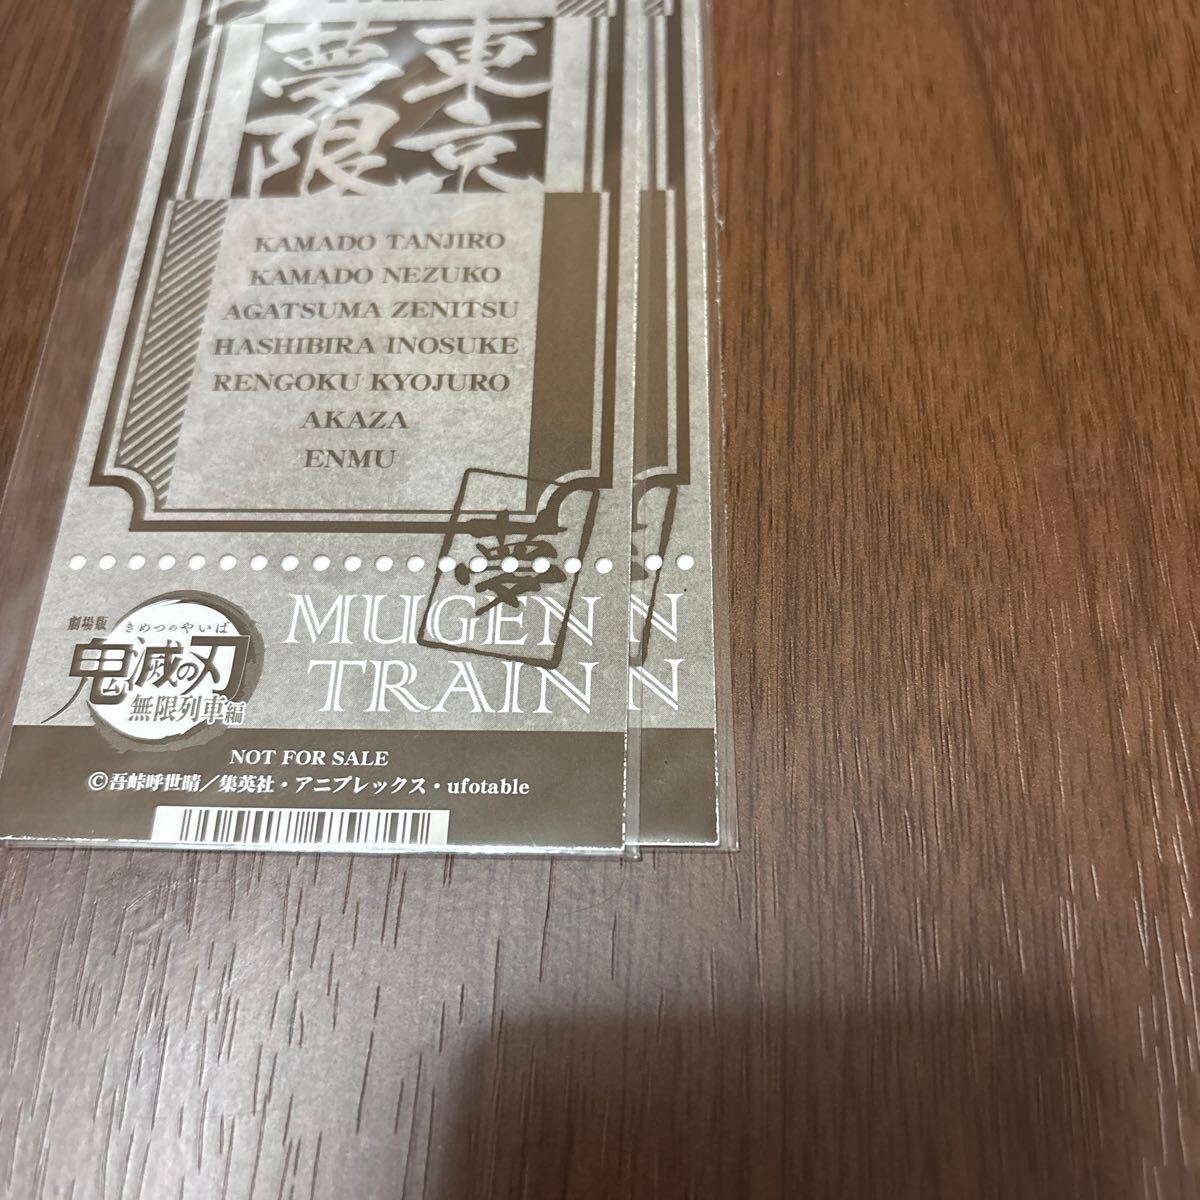 東京
夢限
KAMADO TANJIRO
KAMADO NEZUKO
AGATSUMA ZENITSU
HASHIBIRA INOSUKE
RENGOKU KYOJURO
AKAZA
ENMU
夢
劇場版
きめつのやいば
鬼滅の刃
無限列車編
MUGEN
TRAIN
N
N
NOT FOR SALE
©吾峠呼世晴／集英社・アニプレックス・ufotable